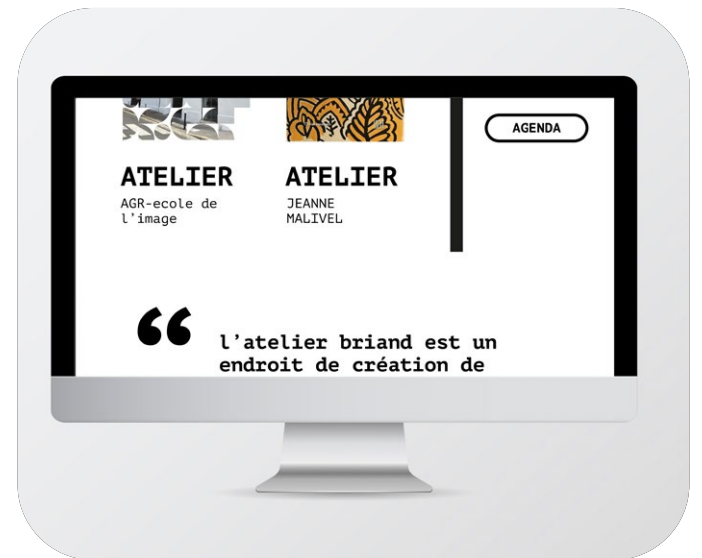 ATELIER
AGR-ecole de
l'image
ATELIER
JEANNE
MALIVEL
AGENDA
“
l'atelier briand est un
endroit de création de